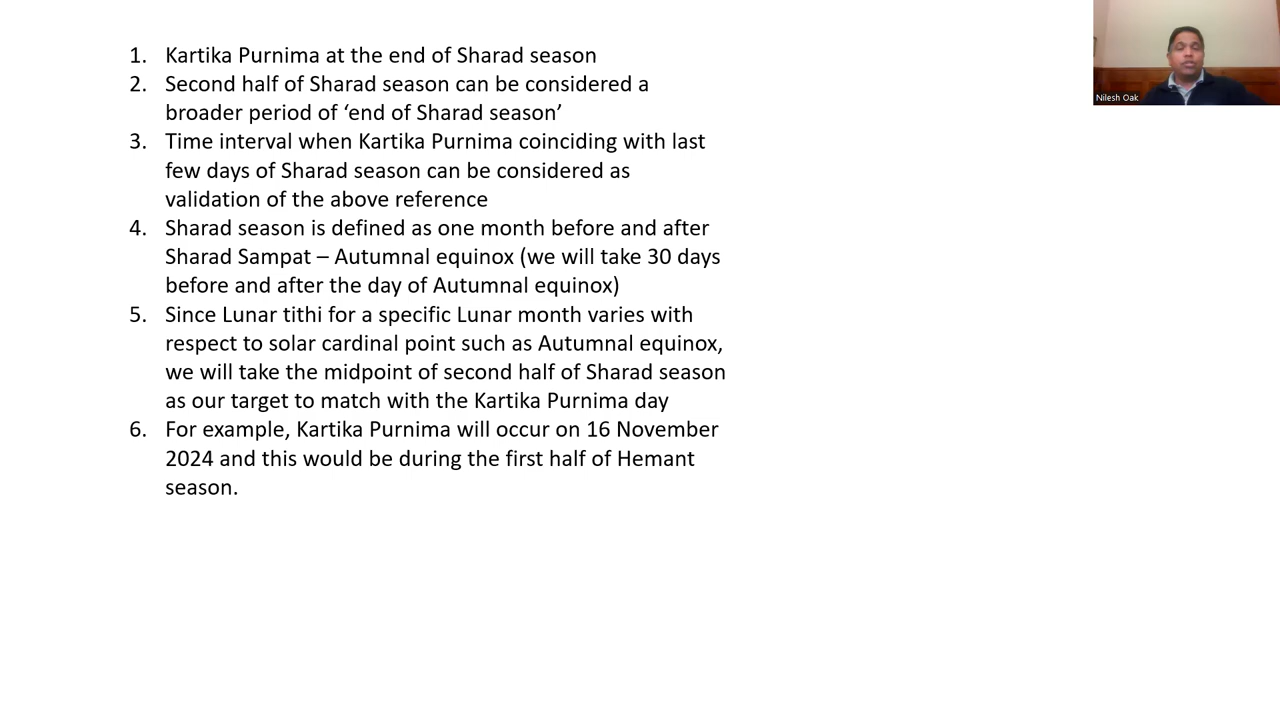 1. Kartika Purnima at the end of Sharad season
2. Second half of Sharad season can be considered a
broader period of ‘end of Sharad season’
3. Time interval when Kartika Purnima coinciding with last
few days of Sharad season can be considered as
validation of the above reference
4. Sharad season is defined as one month before and after
Sharad Sampat – Autumnal equinox (we will take 30 days
before and after the day of Autumnal equinox)
5. Since Lunar tithi for a specific Lunar month varies with
respect to solar cardinal point such as Autumnal equinox,
we will take the midpoint of second half of Sharad season
as our target to match with the Kartika Purnima day
6. For example, Kartika Purnima will occur on 16 November
2024 and this would be during the first half of Hemant
season.
Nilesh Oak